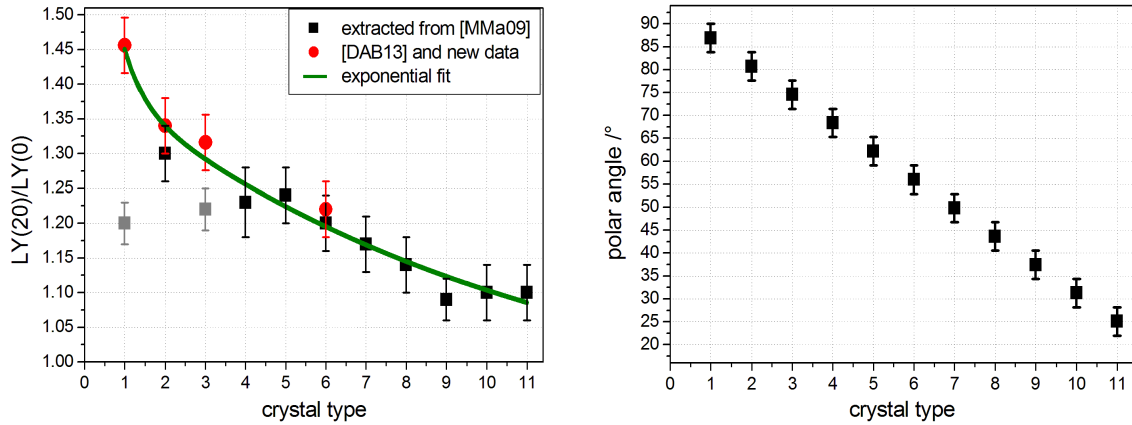 1.50
1.45
1.40
1.35
1.30
1.25
1.20
1.15
1.10
1.05
1.00
LY(20)/LY(0)
extracted from [MMa09]
[DAB13] and new data
exponential fit
0 1 2 3 4 5 6 7 8 9 10 11
crystal type
90
85
80
75
70
65
60
55
50
45
40
35
30
25
20
polar angle /°
0 1 2 3 4 5 6 7 8 9 10 11
crystal type